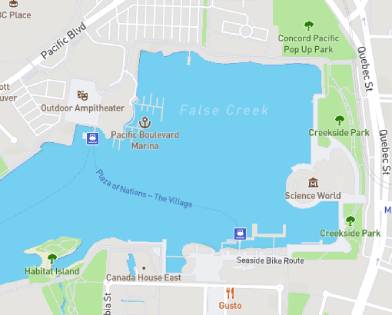 BC Place
Pacific Blvd
Concord Pacific
Pop Up Park
Quebec St
Outdoor Ampitheater
False Creek
Pacific Boulevard
Marina
Creekside Park
Quebec St
Plaza of Nations – The Village
Science World
Creekside Park
Seaside Bike Route
Habitat Island
Canada House East
Gusto